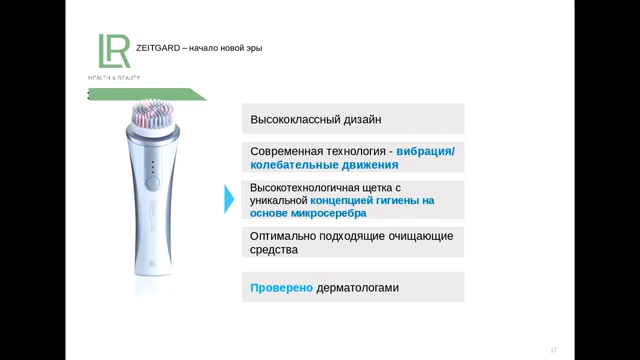 LR
ZEITGARD – начало новой эры
HEALTH & BEAUTY
Высококлассный дизайн
Современная технология - вибрация/
колебательные движения
Высокотехнологичная щетка с
уникальной концепцией гигиены на
основе микросеребра
Оптимально подходящие очищающие
средства
Проверено дерматологами
17